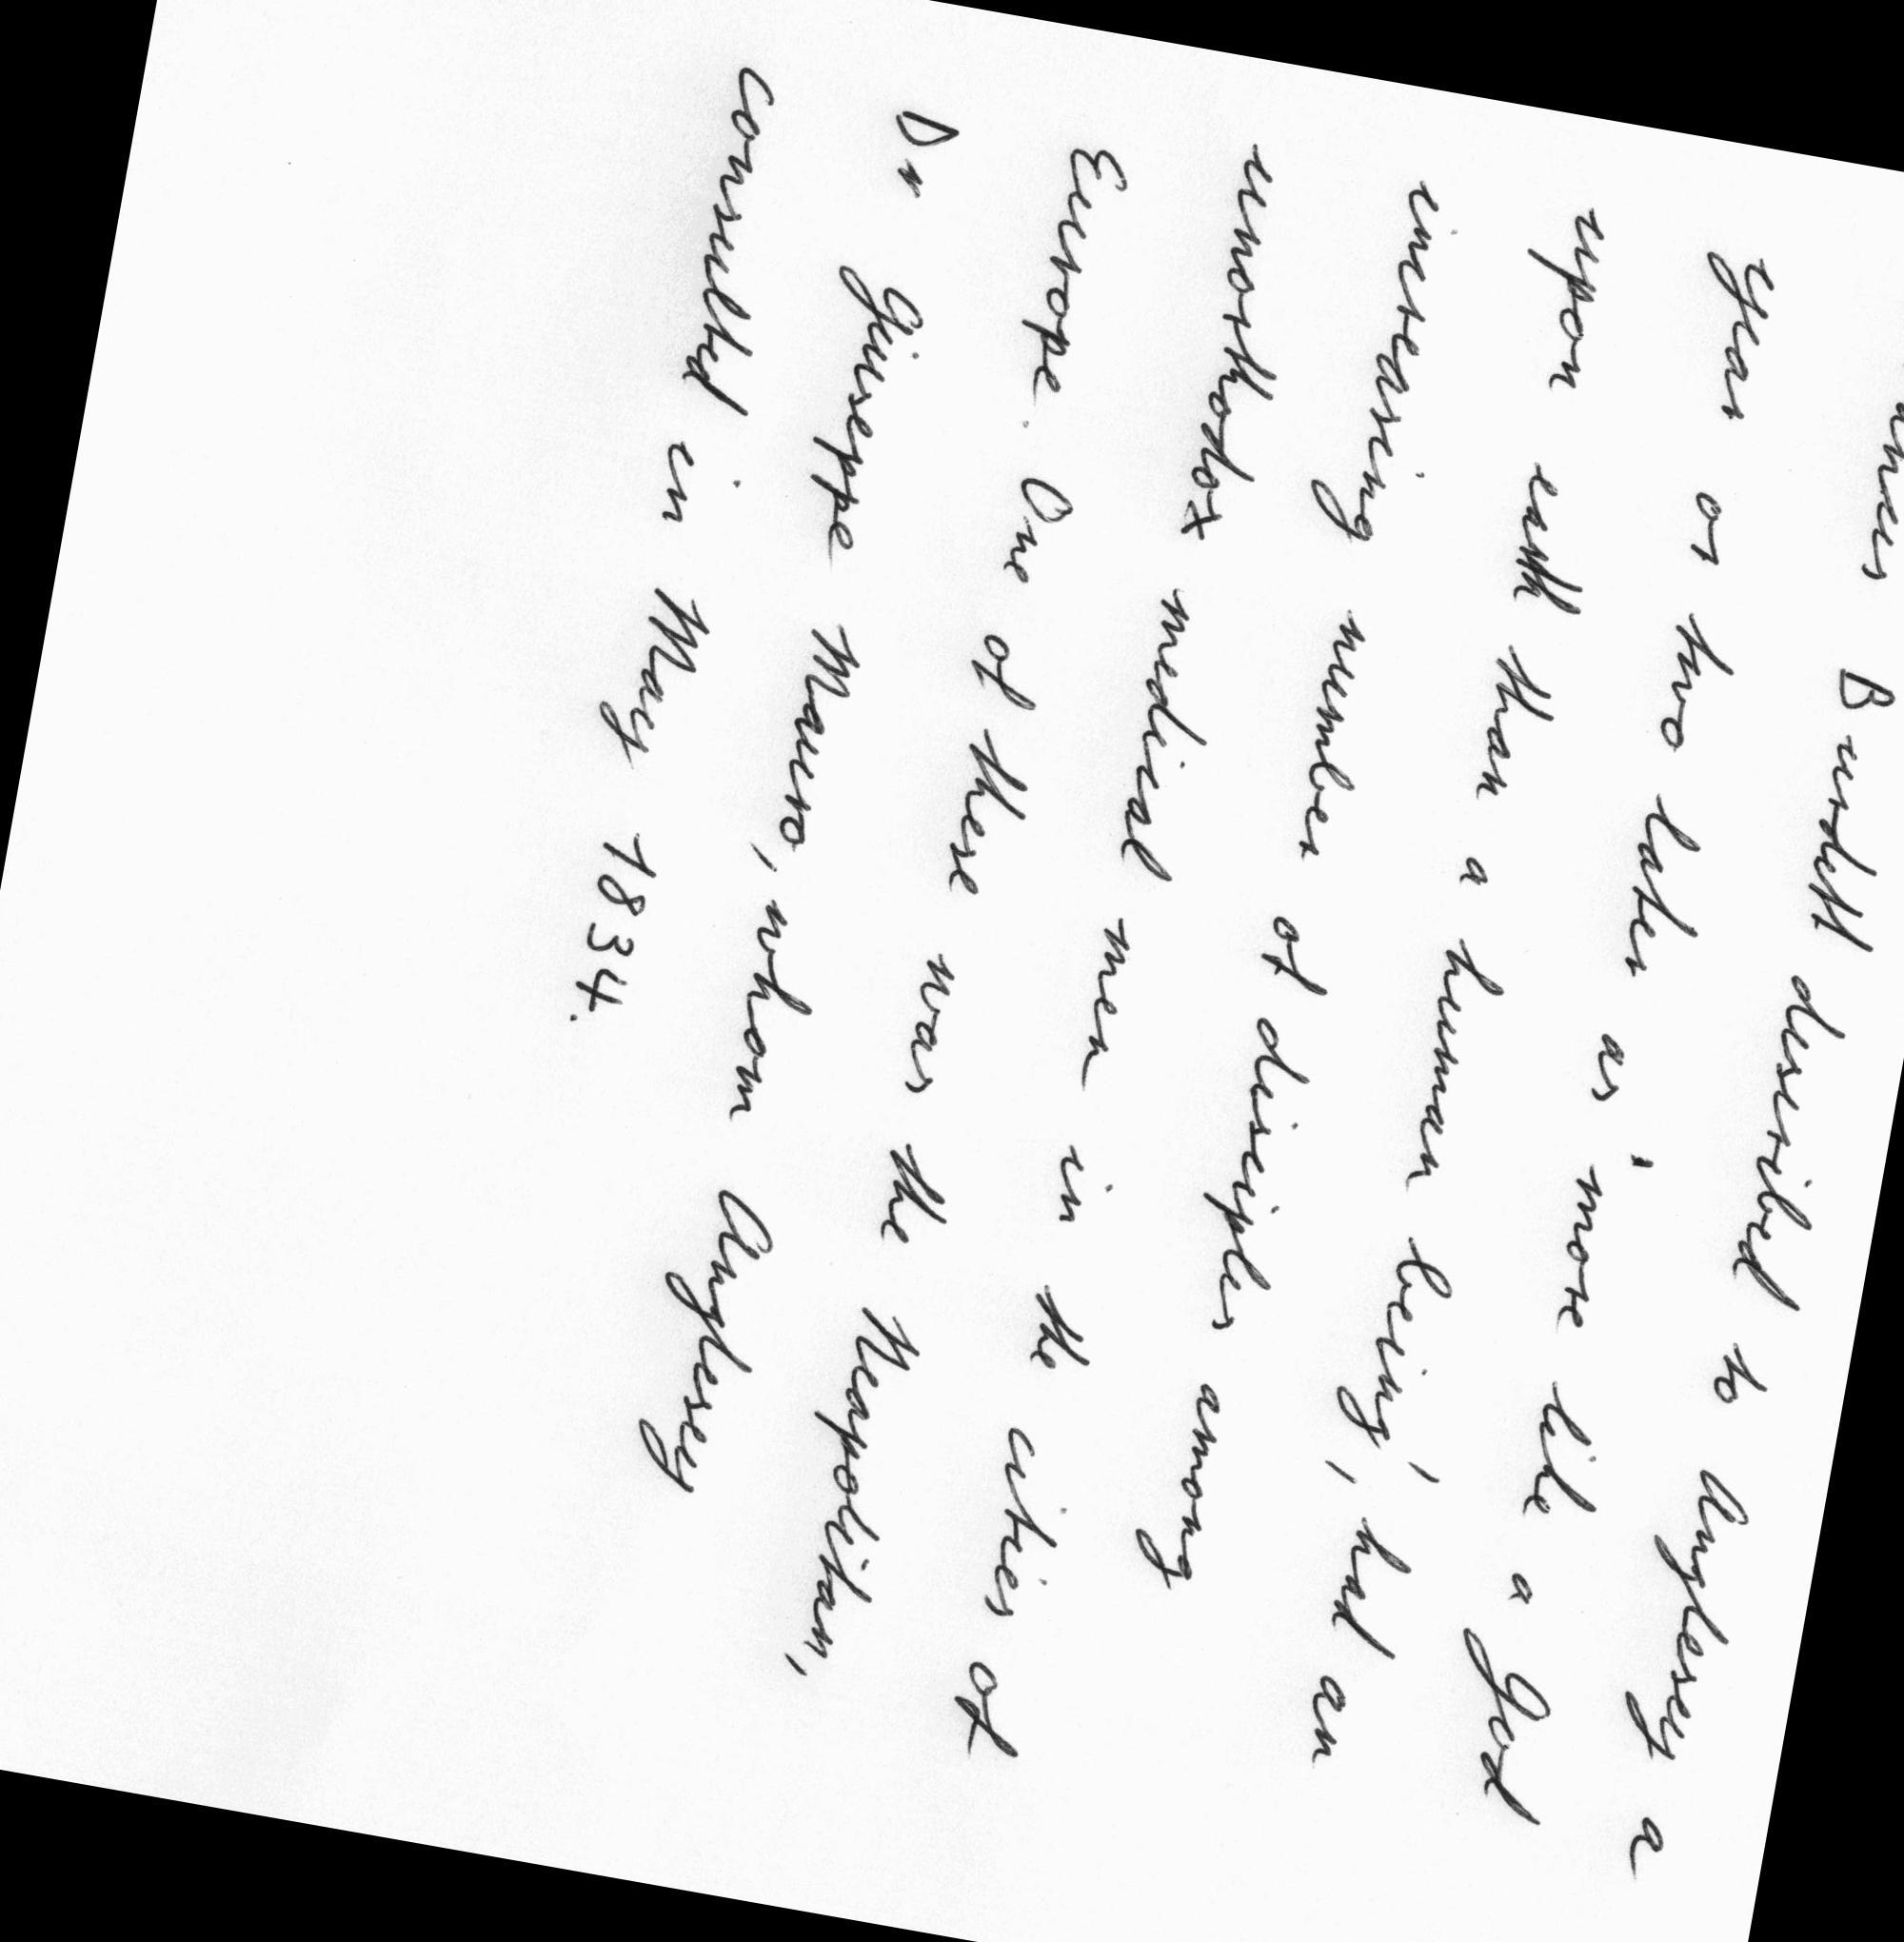 Burdett described to Anglesey a
year or two later as 'more like a God
upon earth than a human being', had an
increasing number of disciples among
unorthodox medical men in the cities of
Europe. One of these was the Neapolitan,
Dr Giuseppe Mauro, whom Anglesey
consulted in May 1834.